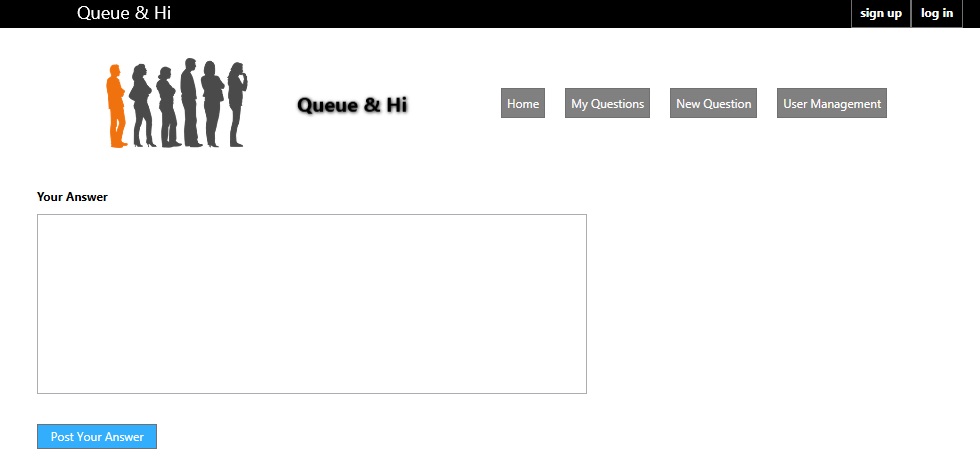 Queue & Hi
sign up
log in
Queue & Hi
Home
My Questions
New Question
User Management
Your Answer
Post Your Answer